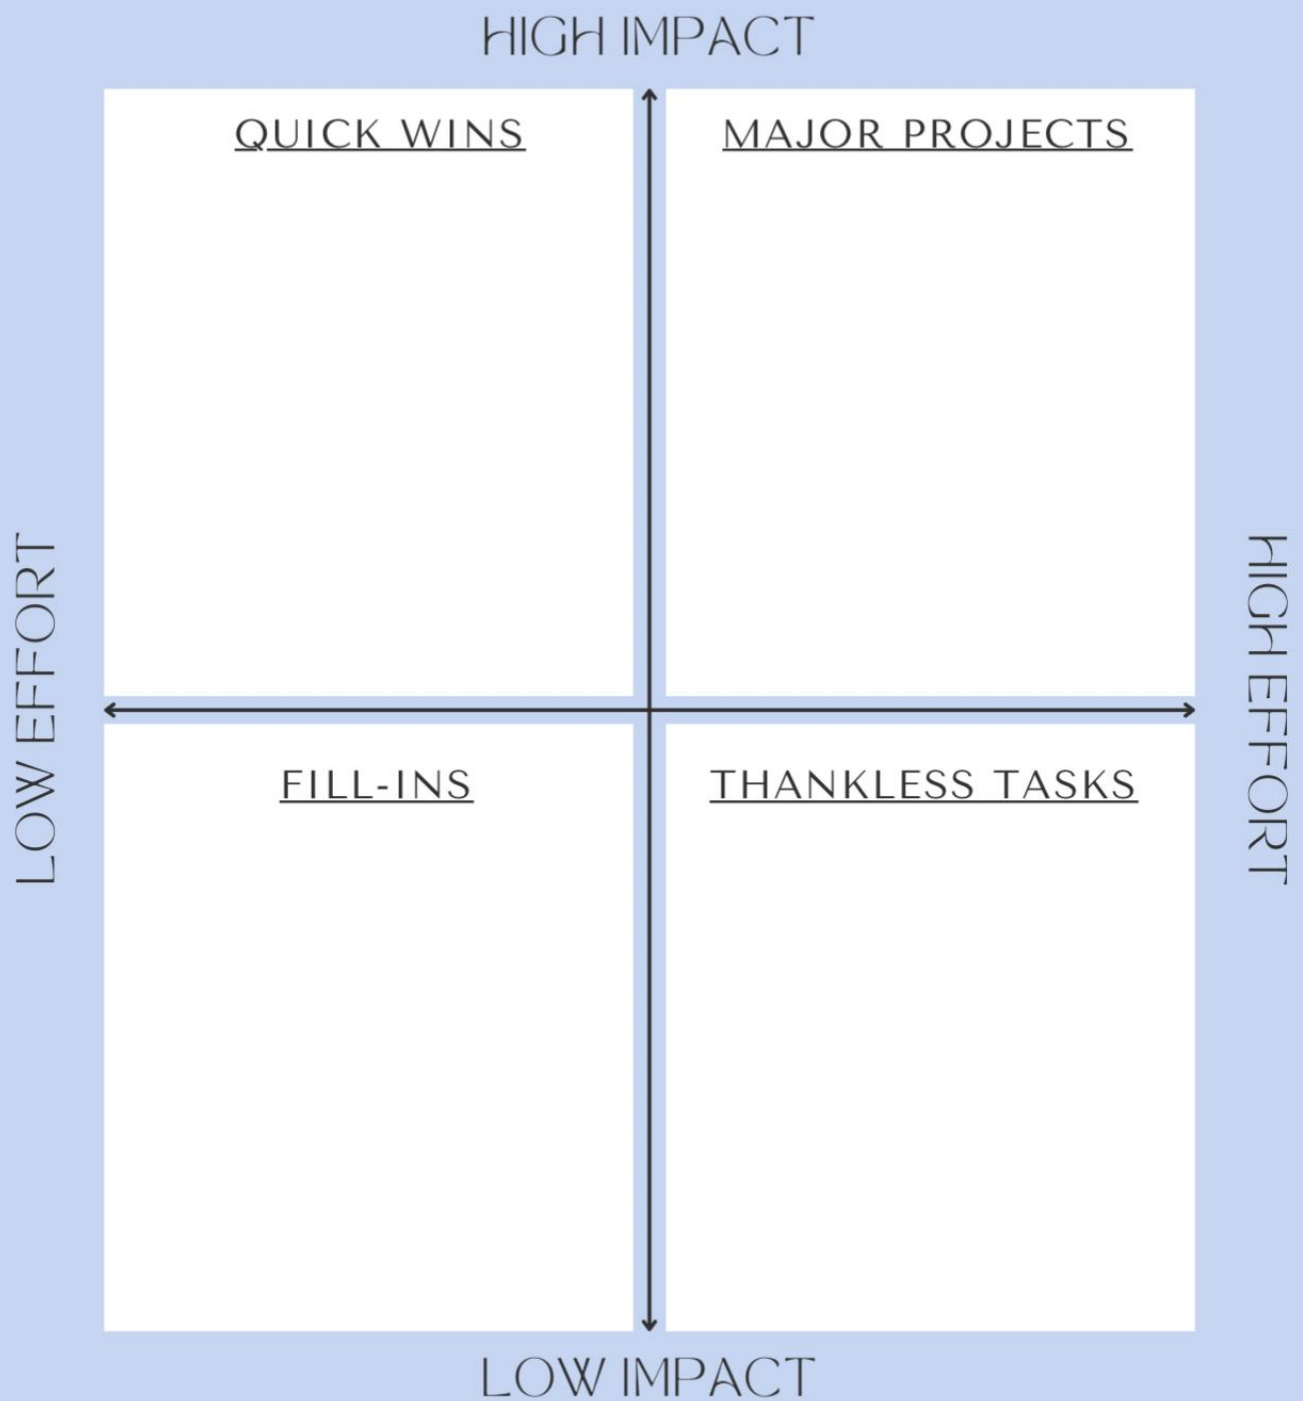 HIGH IMPACT
QUICK WINS
MAJOR PROJECTS
LOW EFFORT
HIGH EFFORT
FILL-INS
THANKLESS TASKS
LOW IMPACT